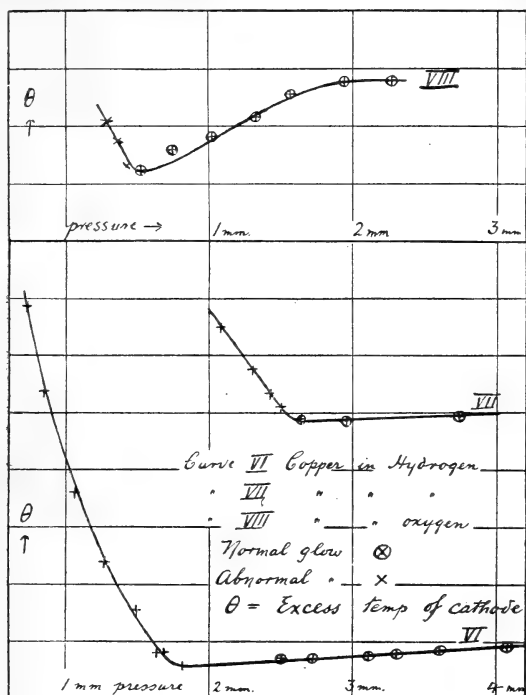 VIII
θ
↑
pressure → 1 mm. 2 mm 3 mm
VII
Curve VI Copper in Hydrogen
" VII " " "
" VIII " " oxygen
θ
↑
Normal glow ⊗
Abnormal " ×
θ = Excess temp of cathode
VI
1 mm pressure 2 mm 3 mm 4 mm